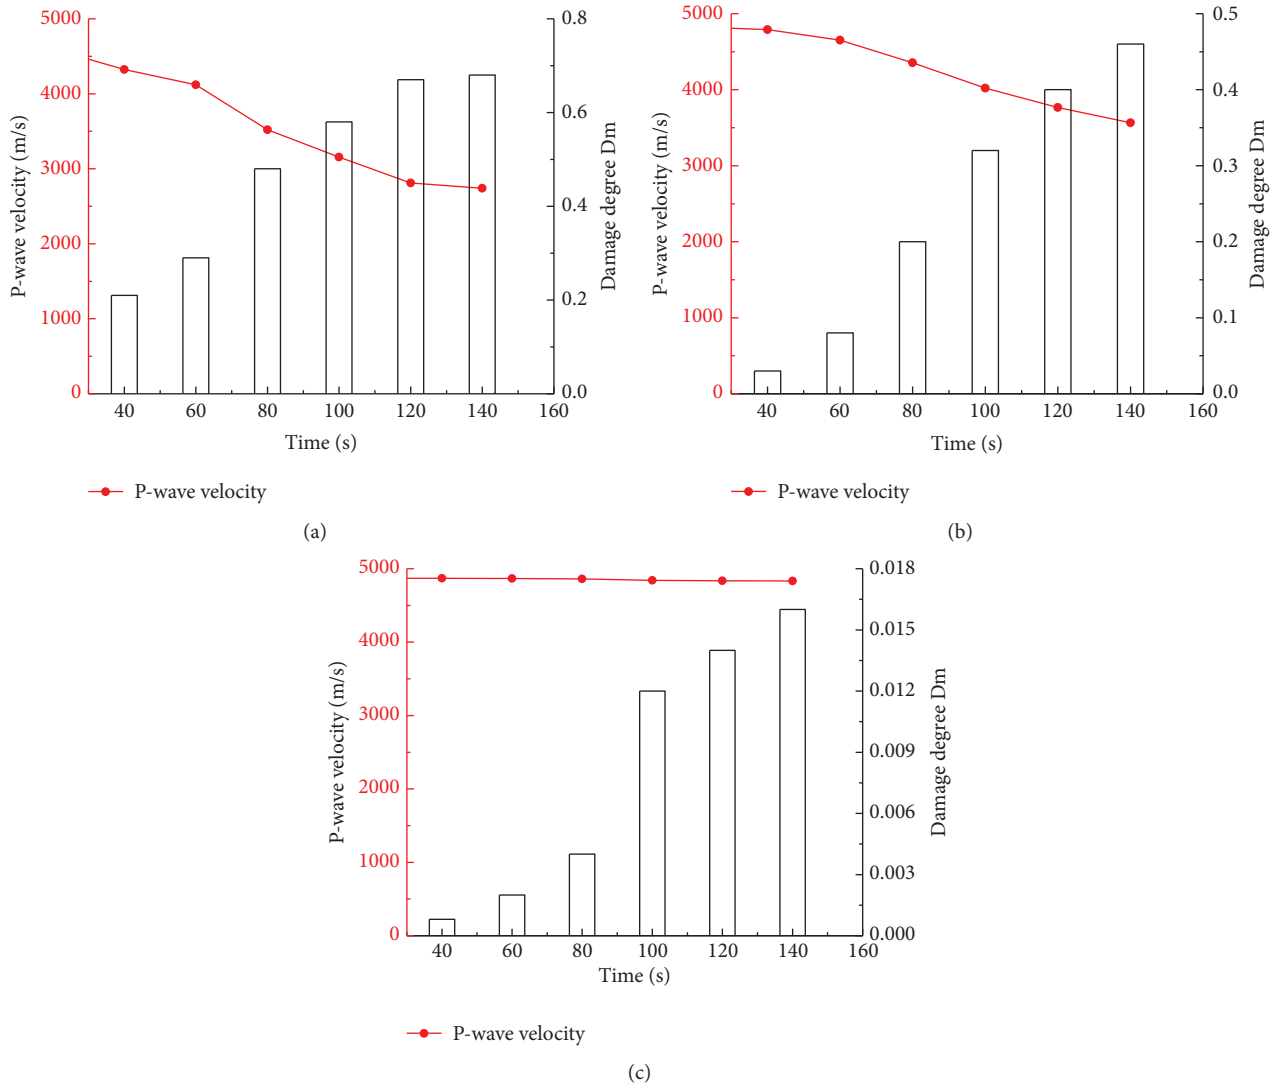 5000
4000
3000
2000
1000
0
P-wave velocity (m/s)
0.8
0.6
0.4
0.2
0.0
Damage degree Dm
40 60 80 100 120 140 160
Time (s)
P-wave velocity
(a)
5000
4000
3000
2000
1000
0
P-wave velocity (m/s)
0.5
0.4
0.3
0.2
0.1
0.0
Damage degree Dm
40 60 80 100 120 140 160
Time (s)
P-wave velocity
(b)
5000
4000
3000
2000
1000
0
P-wave velocity (m/s)
0.018
0.015
0.012
0.009
0.006
0.003
0.000
Damage degree Dm
40 60 80 100 120 140 160
Time (s)
P-wave velocity
(c)